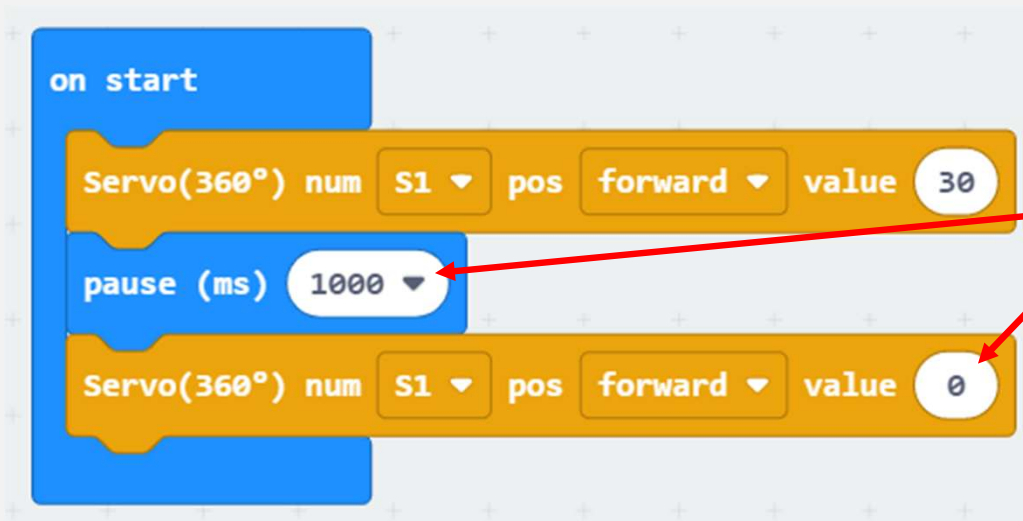 on start
Servo(360°) num S1 pos forward value 30
pause (ms) 1000
Servo(360°) num S1 pos forward value 0